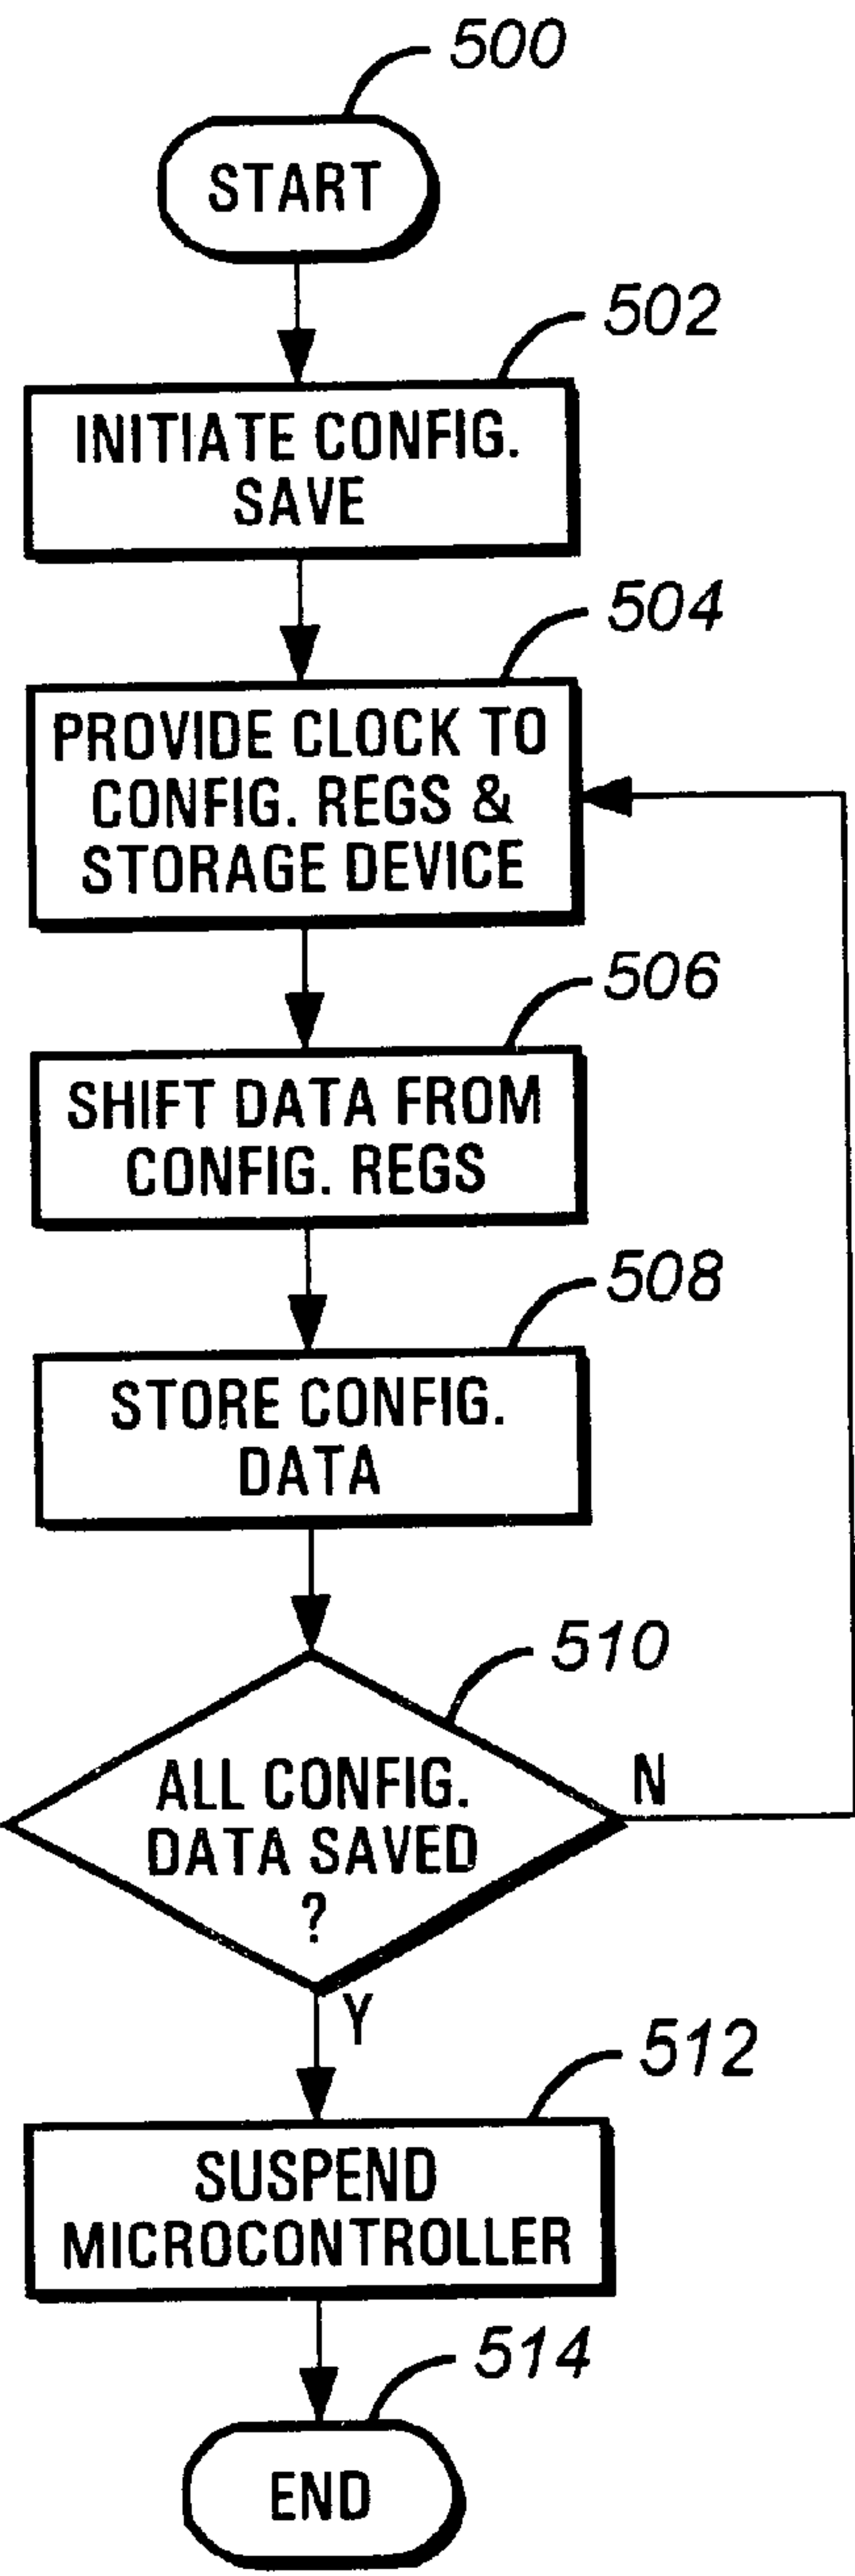 500
START
502
INITIATE CONFIG.
SAVE
504
PROVIDE CLOCK TO
CONFIG. REGS &
STORAGE DEVICE
506
SHIFT DATA FROM
CONFIG. REGS
508
STORE CONFIG.
DATA
510
ALL CONFIG.
DATA SAVED
?
N
Y
512
SUSPEND
MICROCONTROLLER
514
END